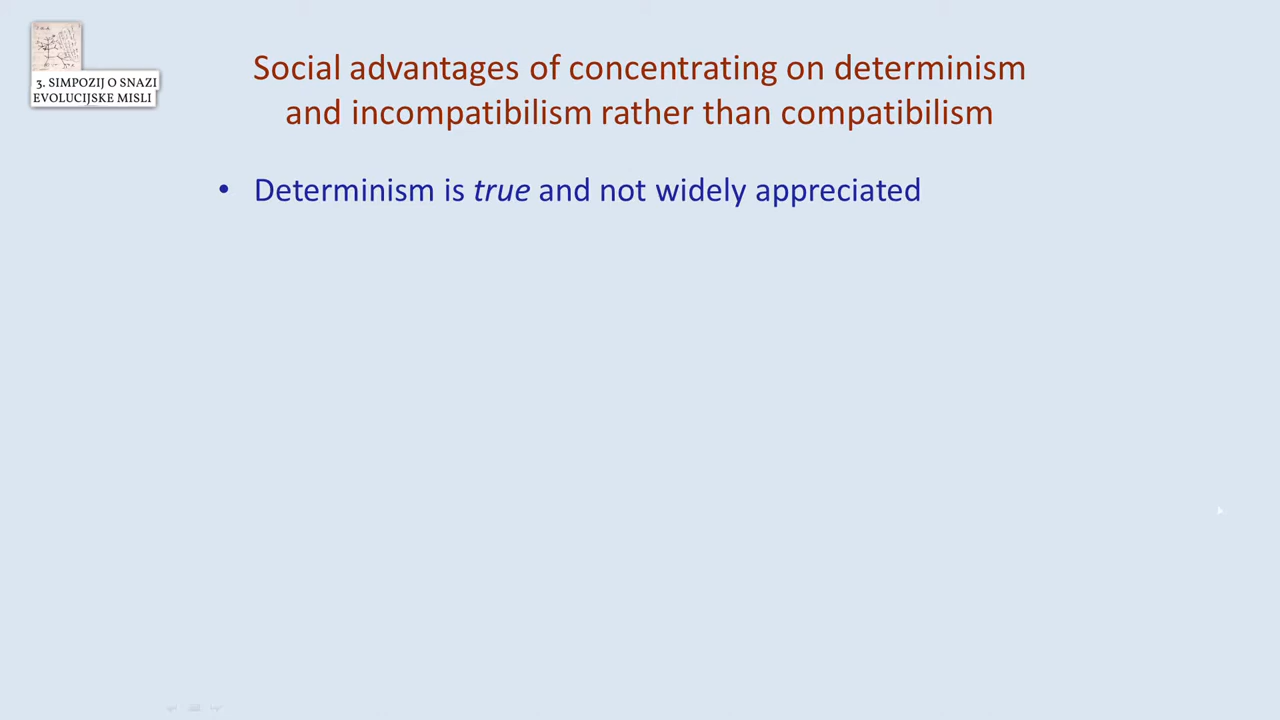 3. SIMPOZIJ O SNAZI
EVOLUCIJSKE MISLI
Social advantages of concentrating on determinism
and incompatibilism rather than compatibilism
• Determinism is true and not widely appreciated